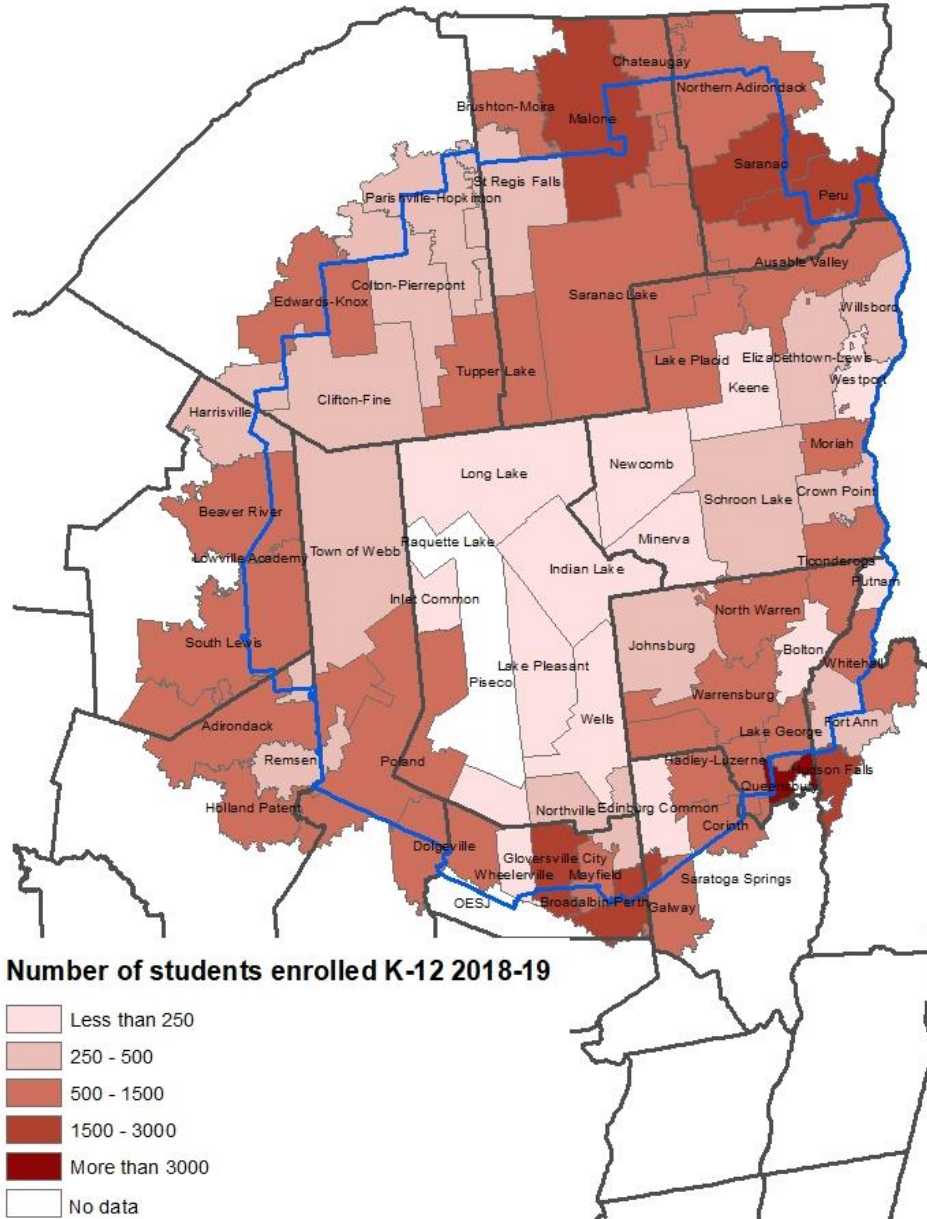 Chateaugay
Northern Adirondack
Brushton-Moira
Malone
Saranac
St Regis Falls
Parishville-Hopkinton
Peru
Ausable Valley
Colton-Pierrepont
Saranac Lake
Edwards-Knox
Willsboro
Lake Placid
Elizabethtown-Lewis
Tupper Lake
Keene
Westport
Clifton-Fine
Harrisville
Moriah
Long Lake
Newcomb
Crown Point
Schroon Lake
Beaver River
Raquette Lake
Minerva
Town of Webb
Lowville Academy
Indian Lake
Ticonderoga
Putnam
Inlet Common
North Warren
South Lewis
Johnsburg
Bolton
Lake Pleasant
Whitehall
Piseco
Warrensburg
Wells
Adirondack
Lake George
Fort Ann
Remsen
Poland
Hadley-Luzerne
Hudson Falls
Queensbury
Holland Patent
Northville
Edinburg Common
Corinth
Dolgeville
Gloversville City
Wheelerville
Mayfield
Saratoga Springs
OESJ
Broadalbin-Perth
Galway
Number of students enrolled K-12 2018-19
Less than 250
250 - 500
500 - 1500
1500 - 3000
More than 3000
No data